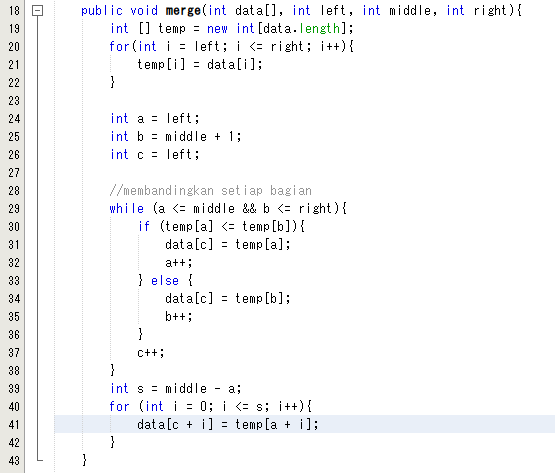 18 public void merge(int data[], int left, int middle, int right){
19 int [] temp = new int[data.length];
20 for(int i = left; i <= right; i++){
21 temp[i] = data[i];
22 }
23
24 int a = left;
25 int b = middle + 1;
26 int c = left;
27
28 //membandingkan setiap bagian
29 while (a <= middle && b <= right){
30 if (temp[a] <= temp[b]){
31 data[c] = temp[a];
32 a++;
33 } else {
34 data[c] = temp[b];
35 b++;
36 }
37 c++;
38 }
39 int s = middle - a;
40 for (int i = 0; i <= s; i++){
41 data[c + i] = temp[a + i];
42 }
43 }